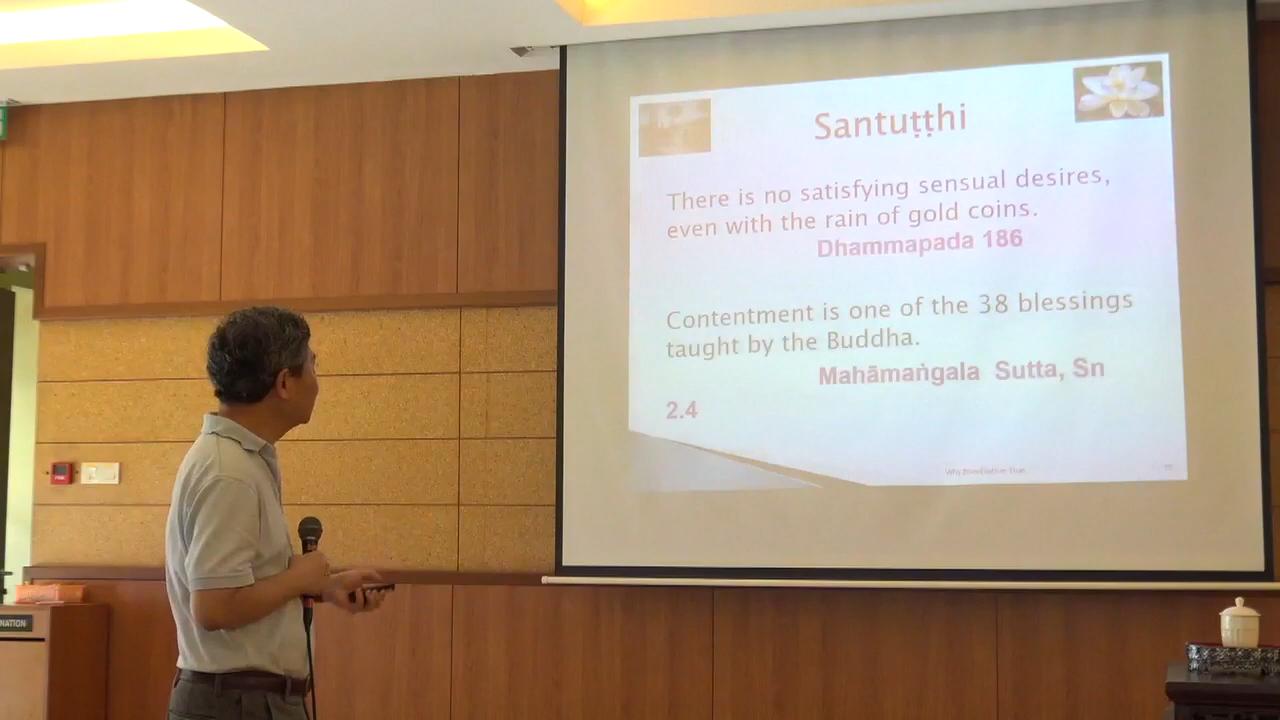 Santuṭṭhi
There is no satisfying sensual desires,
even with the rain of gold coins.
Dhammapada 186
Contentment is one of the 38 blessings
taught by the Buddha.
Mahāmaṅgala Sutta, Sn
2.4
NATION